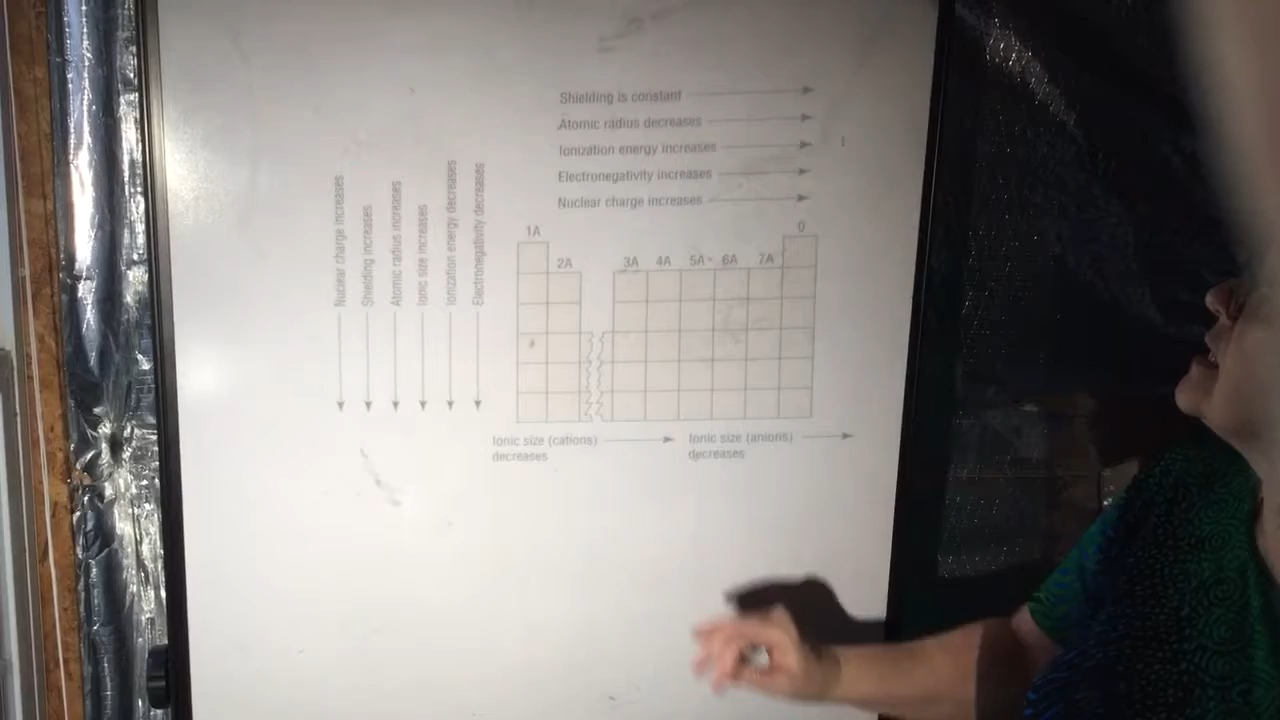 Shielding is constant
Atomic radius decreases
Ionization energy increases
Electronegativity increases
Nuclear charge increases
Nuclear charge increases
Shielding increases
Atomic radius increases
Ionic size increases
Ionization energy decreases
Electronegativity decreases
1A
0
2A
3A 4A 5A 6A 7A
Ionic size (cations)
decreases
Ionic size (anions)
decreases